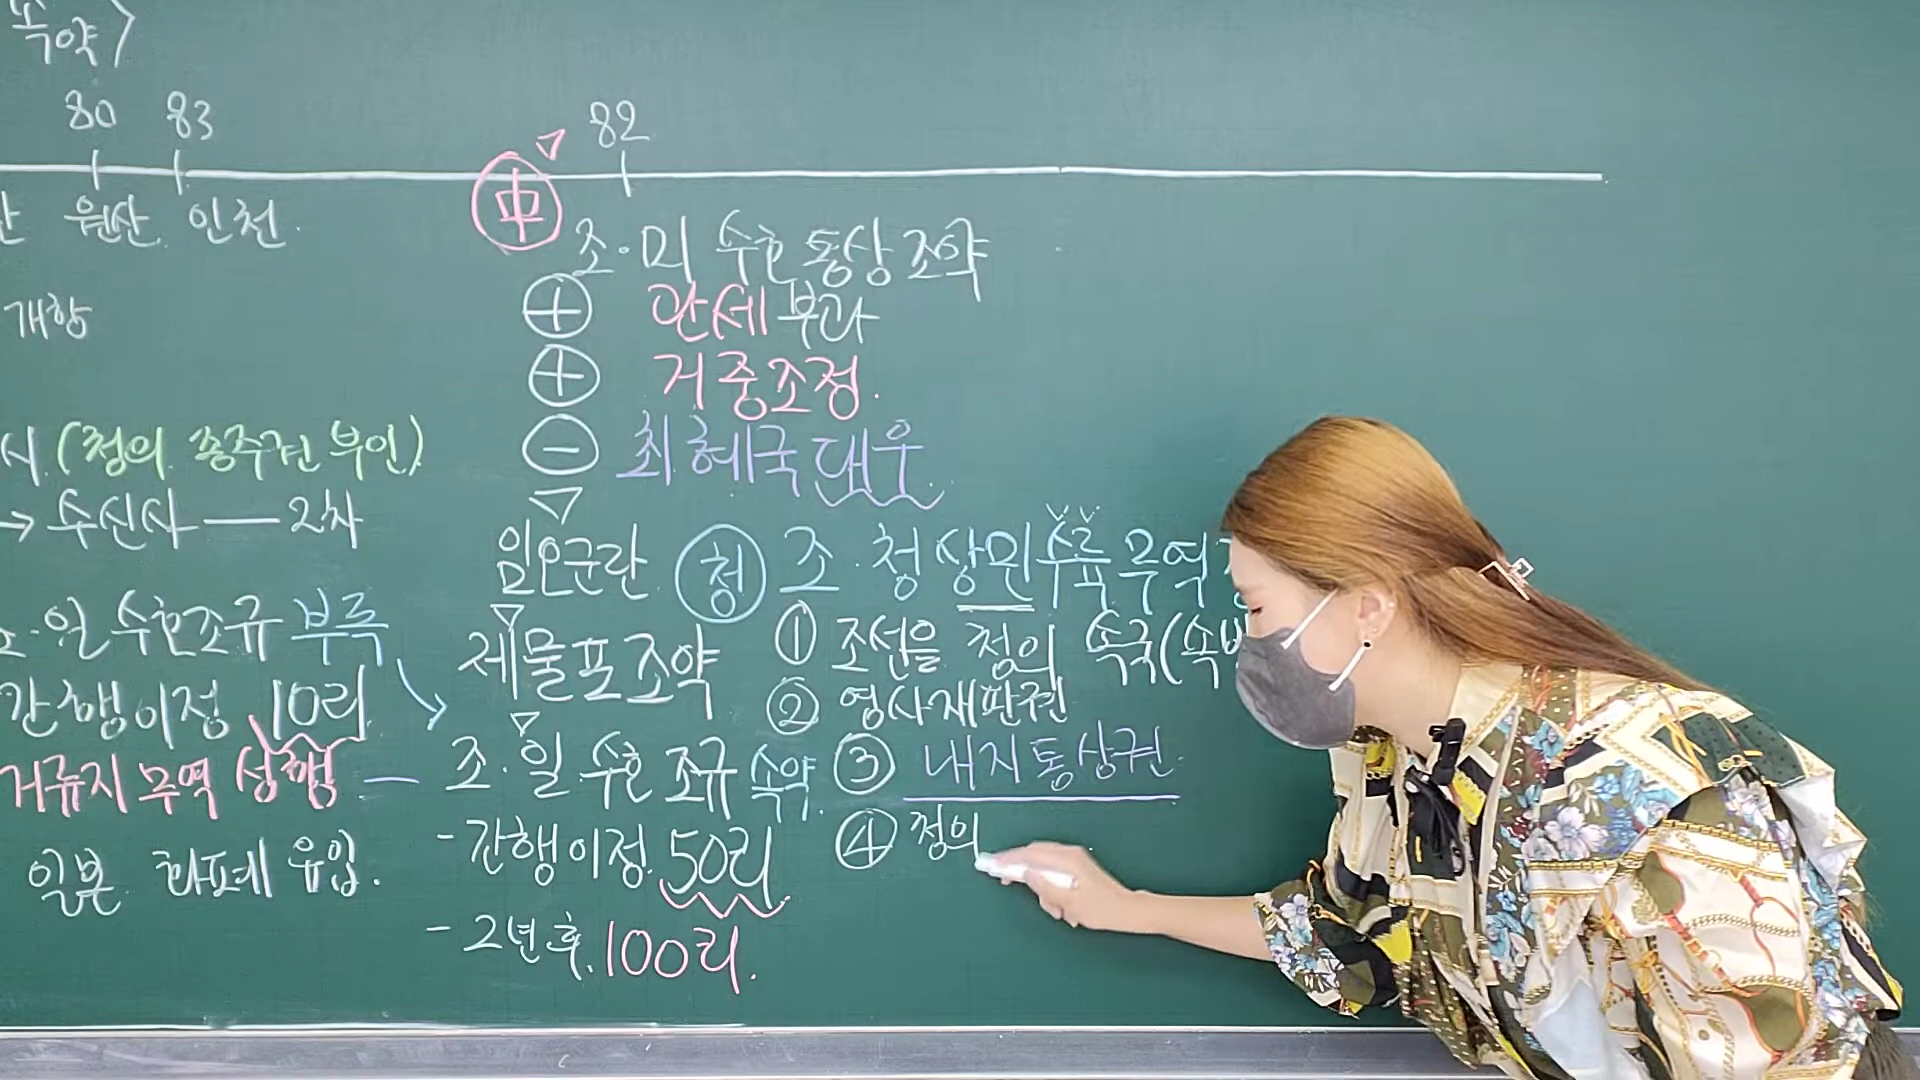 속약>
80 83 82
中
원산 인천.
조·미 수호통상조약
⊕ 관세부과
개항
⊕ 거중조정.
⊖ 최혜국대우
시 (청의 종주권 부인)
→ 수신사 — 2차
임오군란 청 조·청상민수륙무역
조·일 수호조규 부록
제물포조약
① 조선을 청의 속국(속방
간행이정 10리
② 영사재판권
거류지 무역 성행 —
조·일 수호조규 속약.
③ 내지통상권.
일본 화폐 유입.
- 간행이정 50리
④ 청의
- 2년 후. 100리.